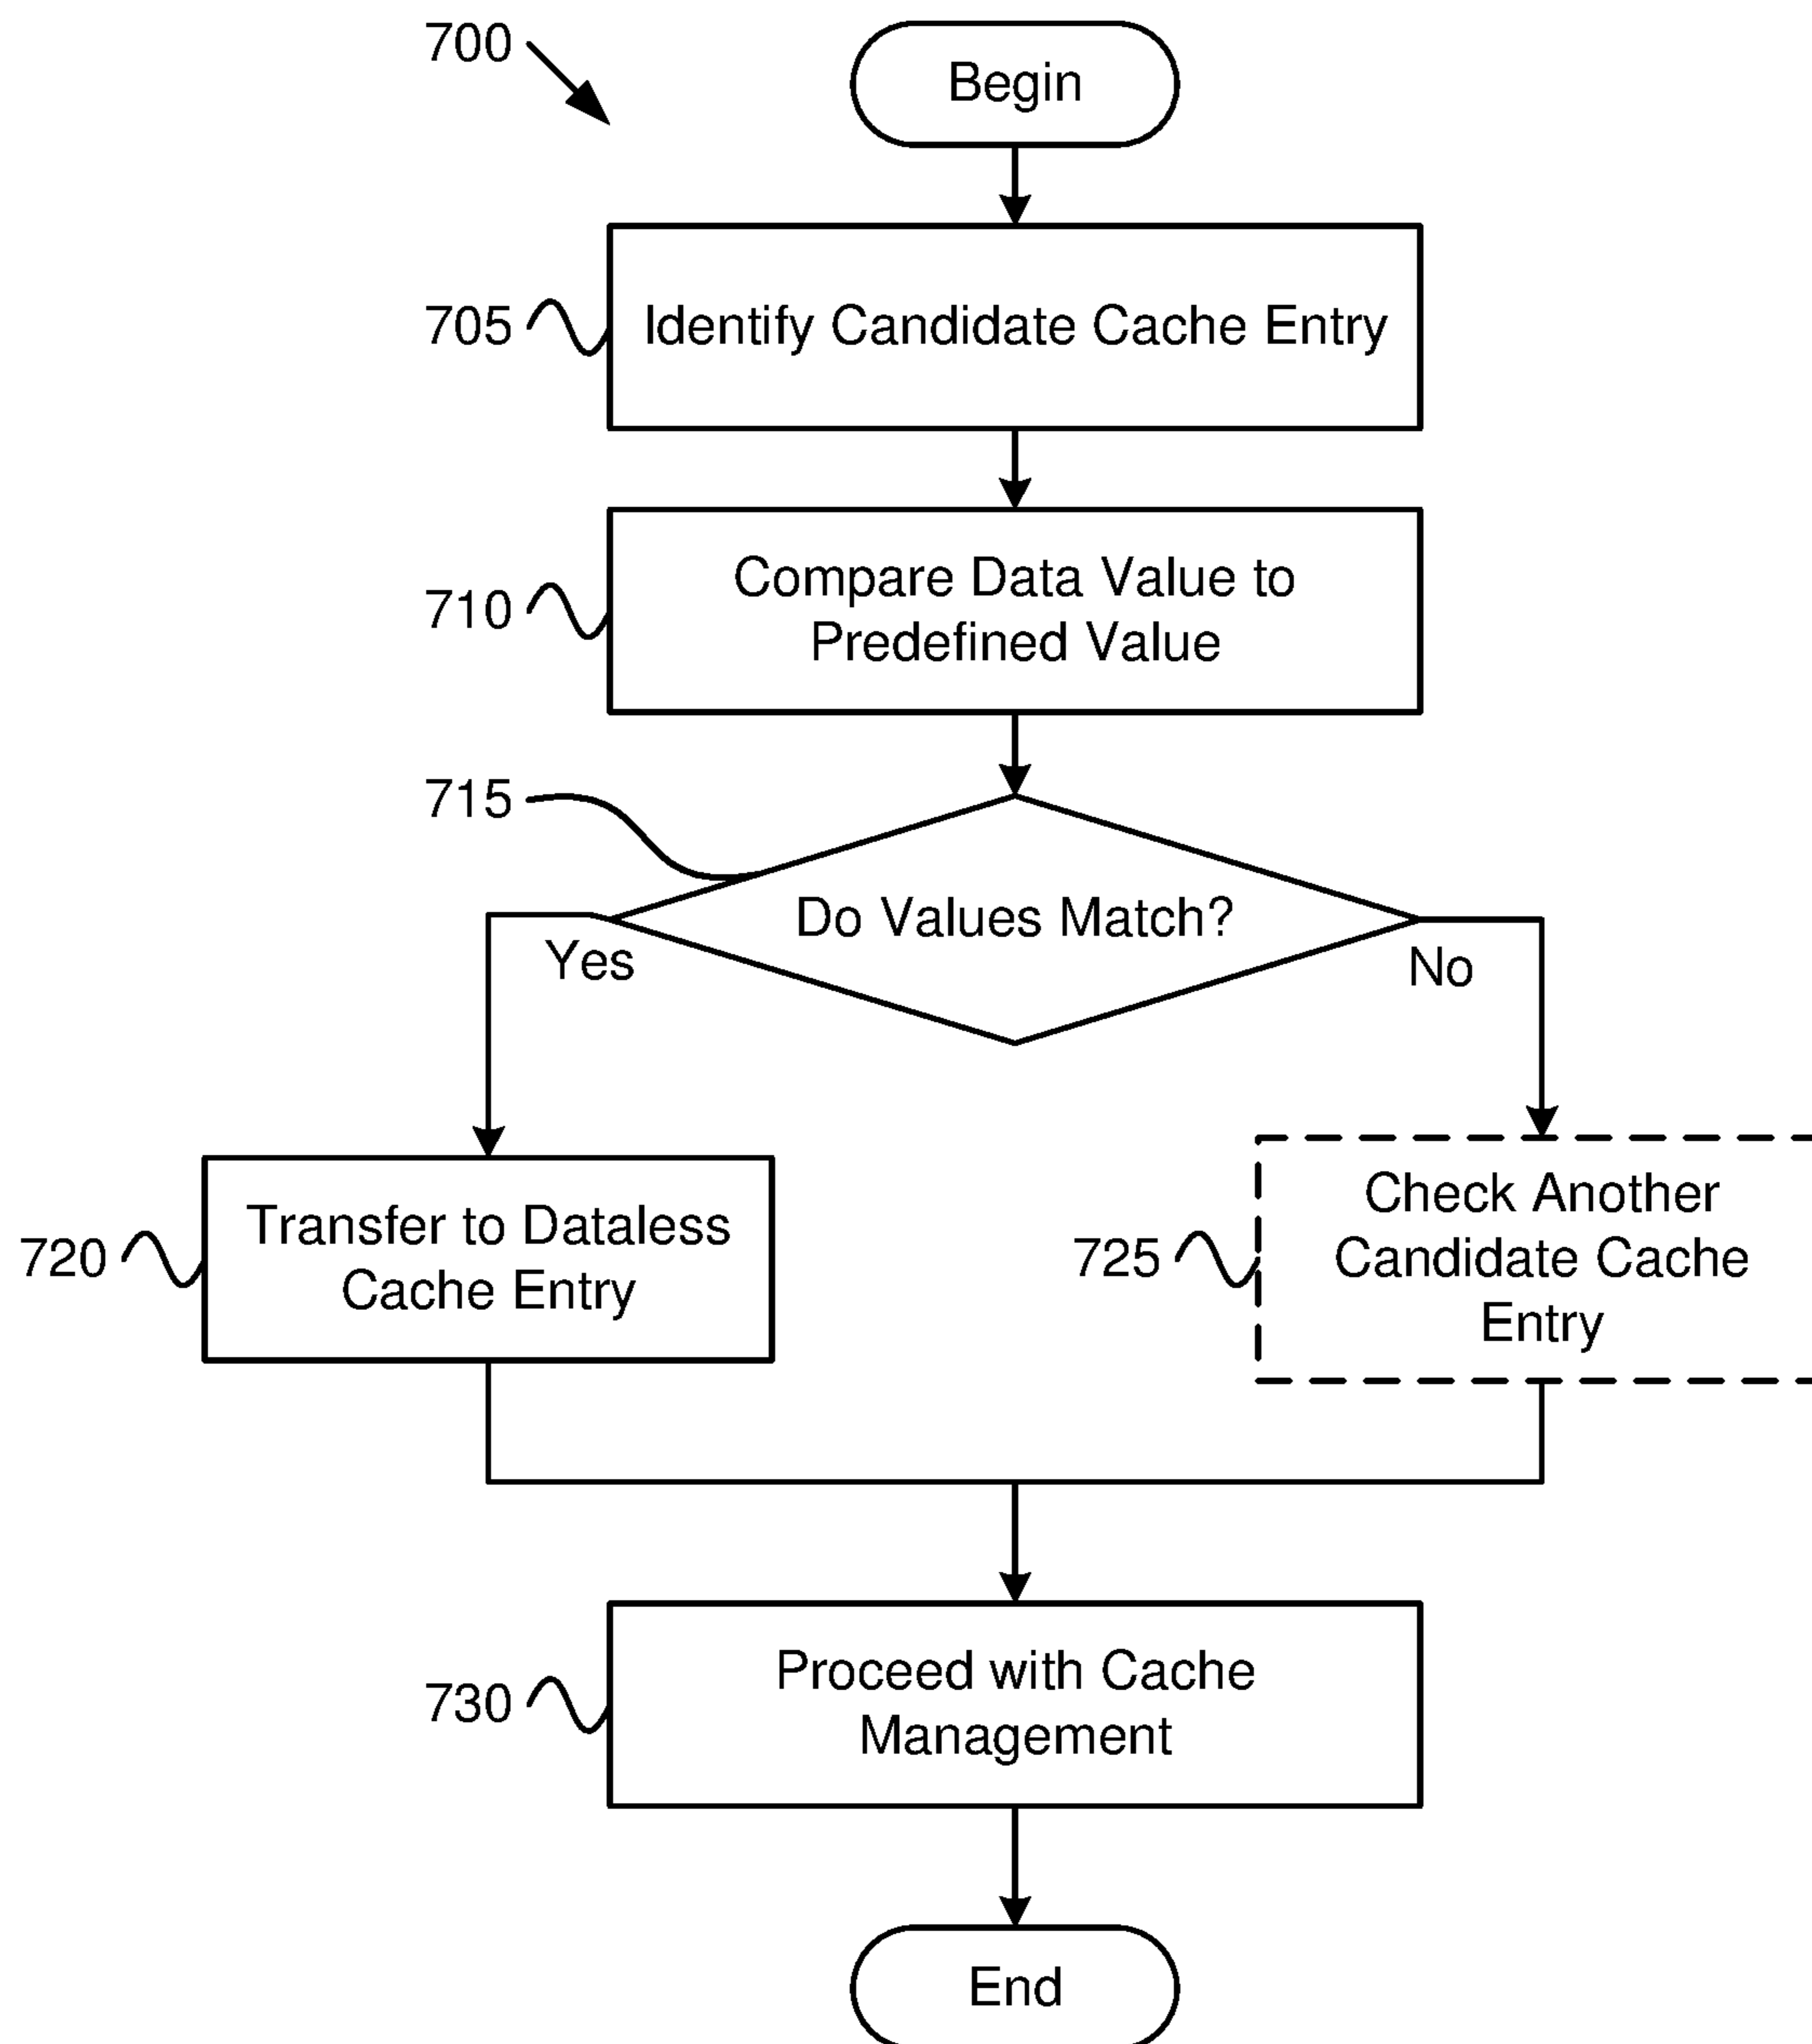 700
Begin
705
Identify Candidate Cache Entry
710
Compare Data Value to
Predefined Value
715
Do Values Match?
Yes
No
720
Transfer to Dataless
Cache Entry
725
Check Another
Candidate Cache
Entry
730
Proceed with Cache
Management
End